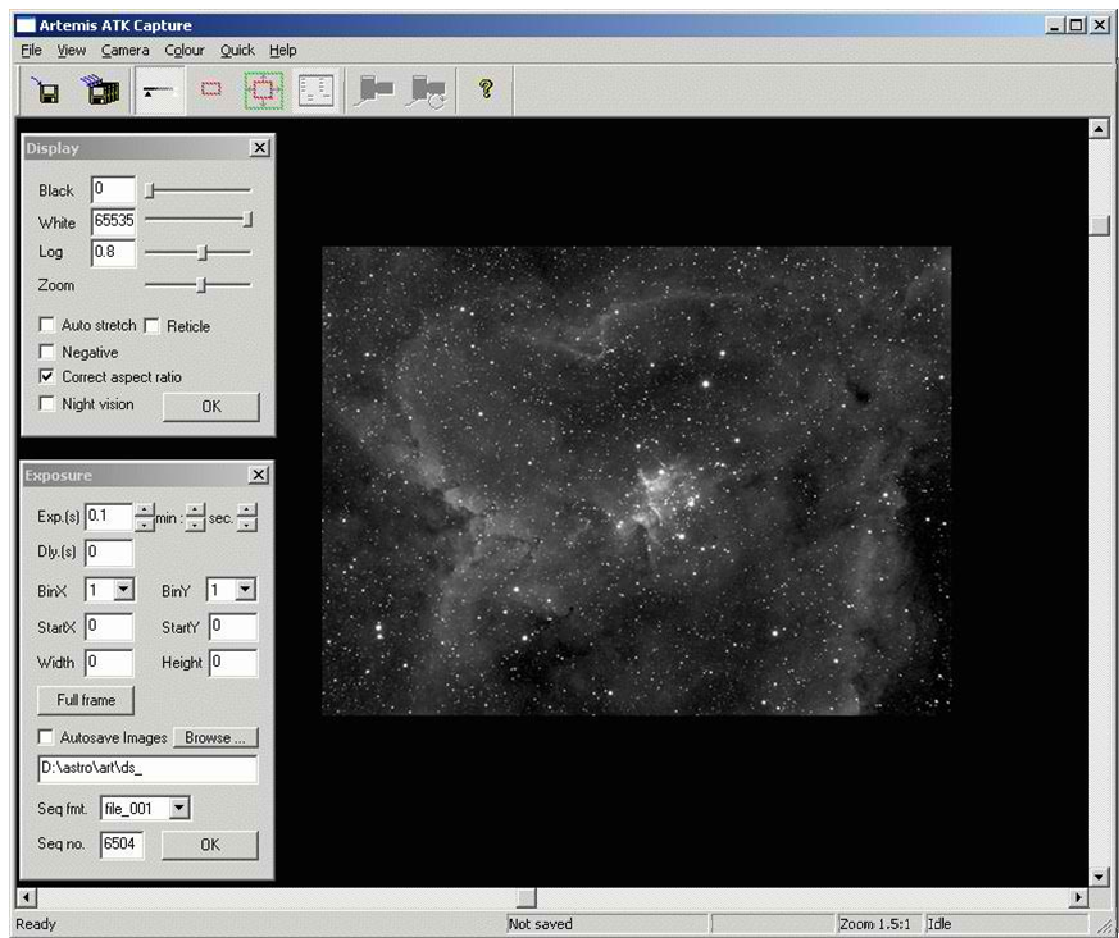 Artemis ATK Capture
File View Camera Colour Quick Help
Display
Black 0
White 65535
Log 0.8
Zoom
Auto stretch Reticle
Negative
Correct aspect ratio
Night vision OK
Exposure
Exp.(s) 0.1 min : sec.
Dly.(s) 0
BinX 1 BinY 1
StartX 0 StartY 0
Width 0 Height 0
Full frame
Autosave Images Browse ...
D:\astro\art\ds_
Seq fmt. file_001
Seq no. 6504 OK
Ready Not saved Zoom 1.5:1 Idle